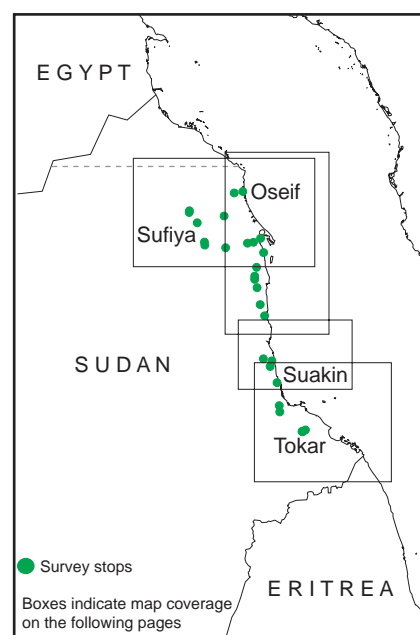 EGYPT
Oseif
Sufiya
SUDAN
Suakin
Tokar
Survey stops
ERITREA
Boxes indicate map coverage
on the following pages